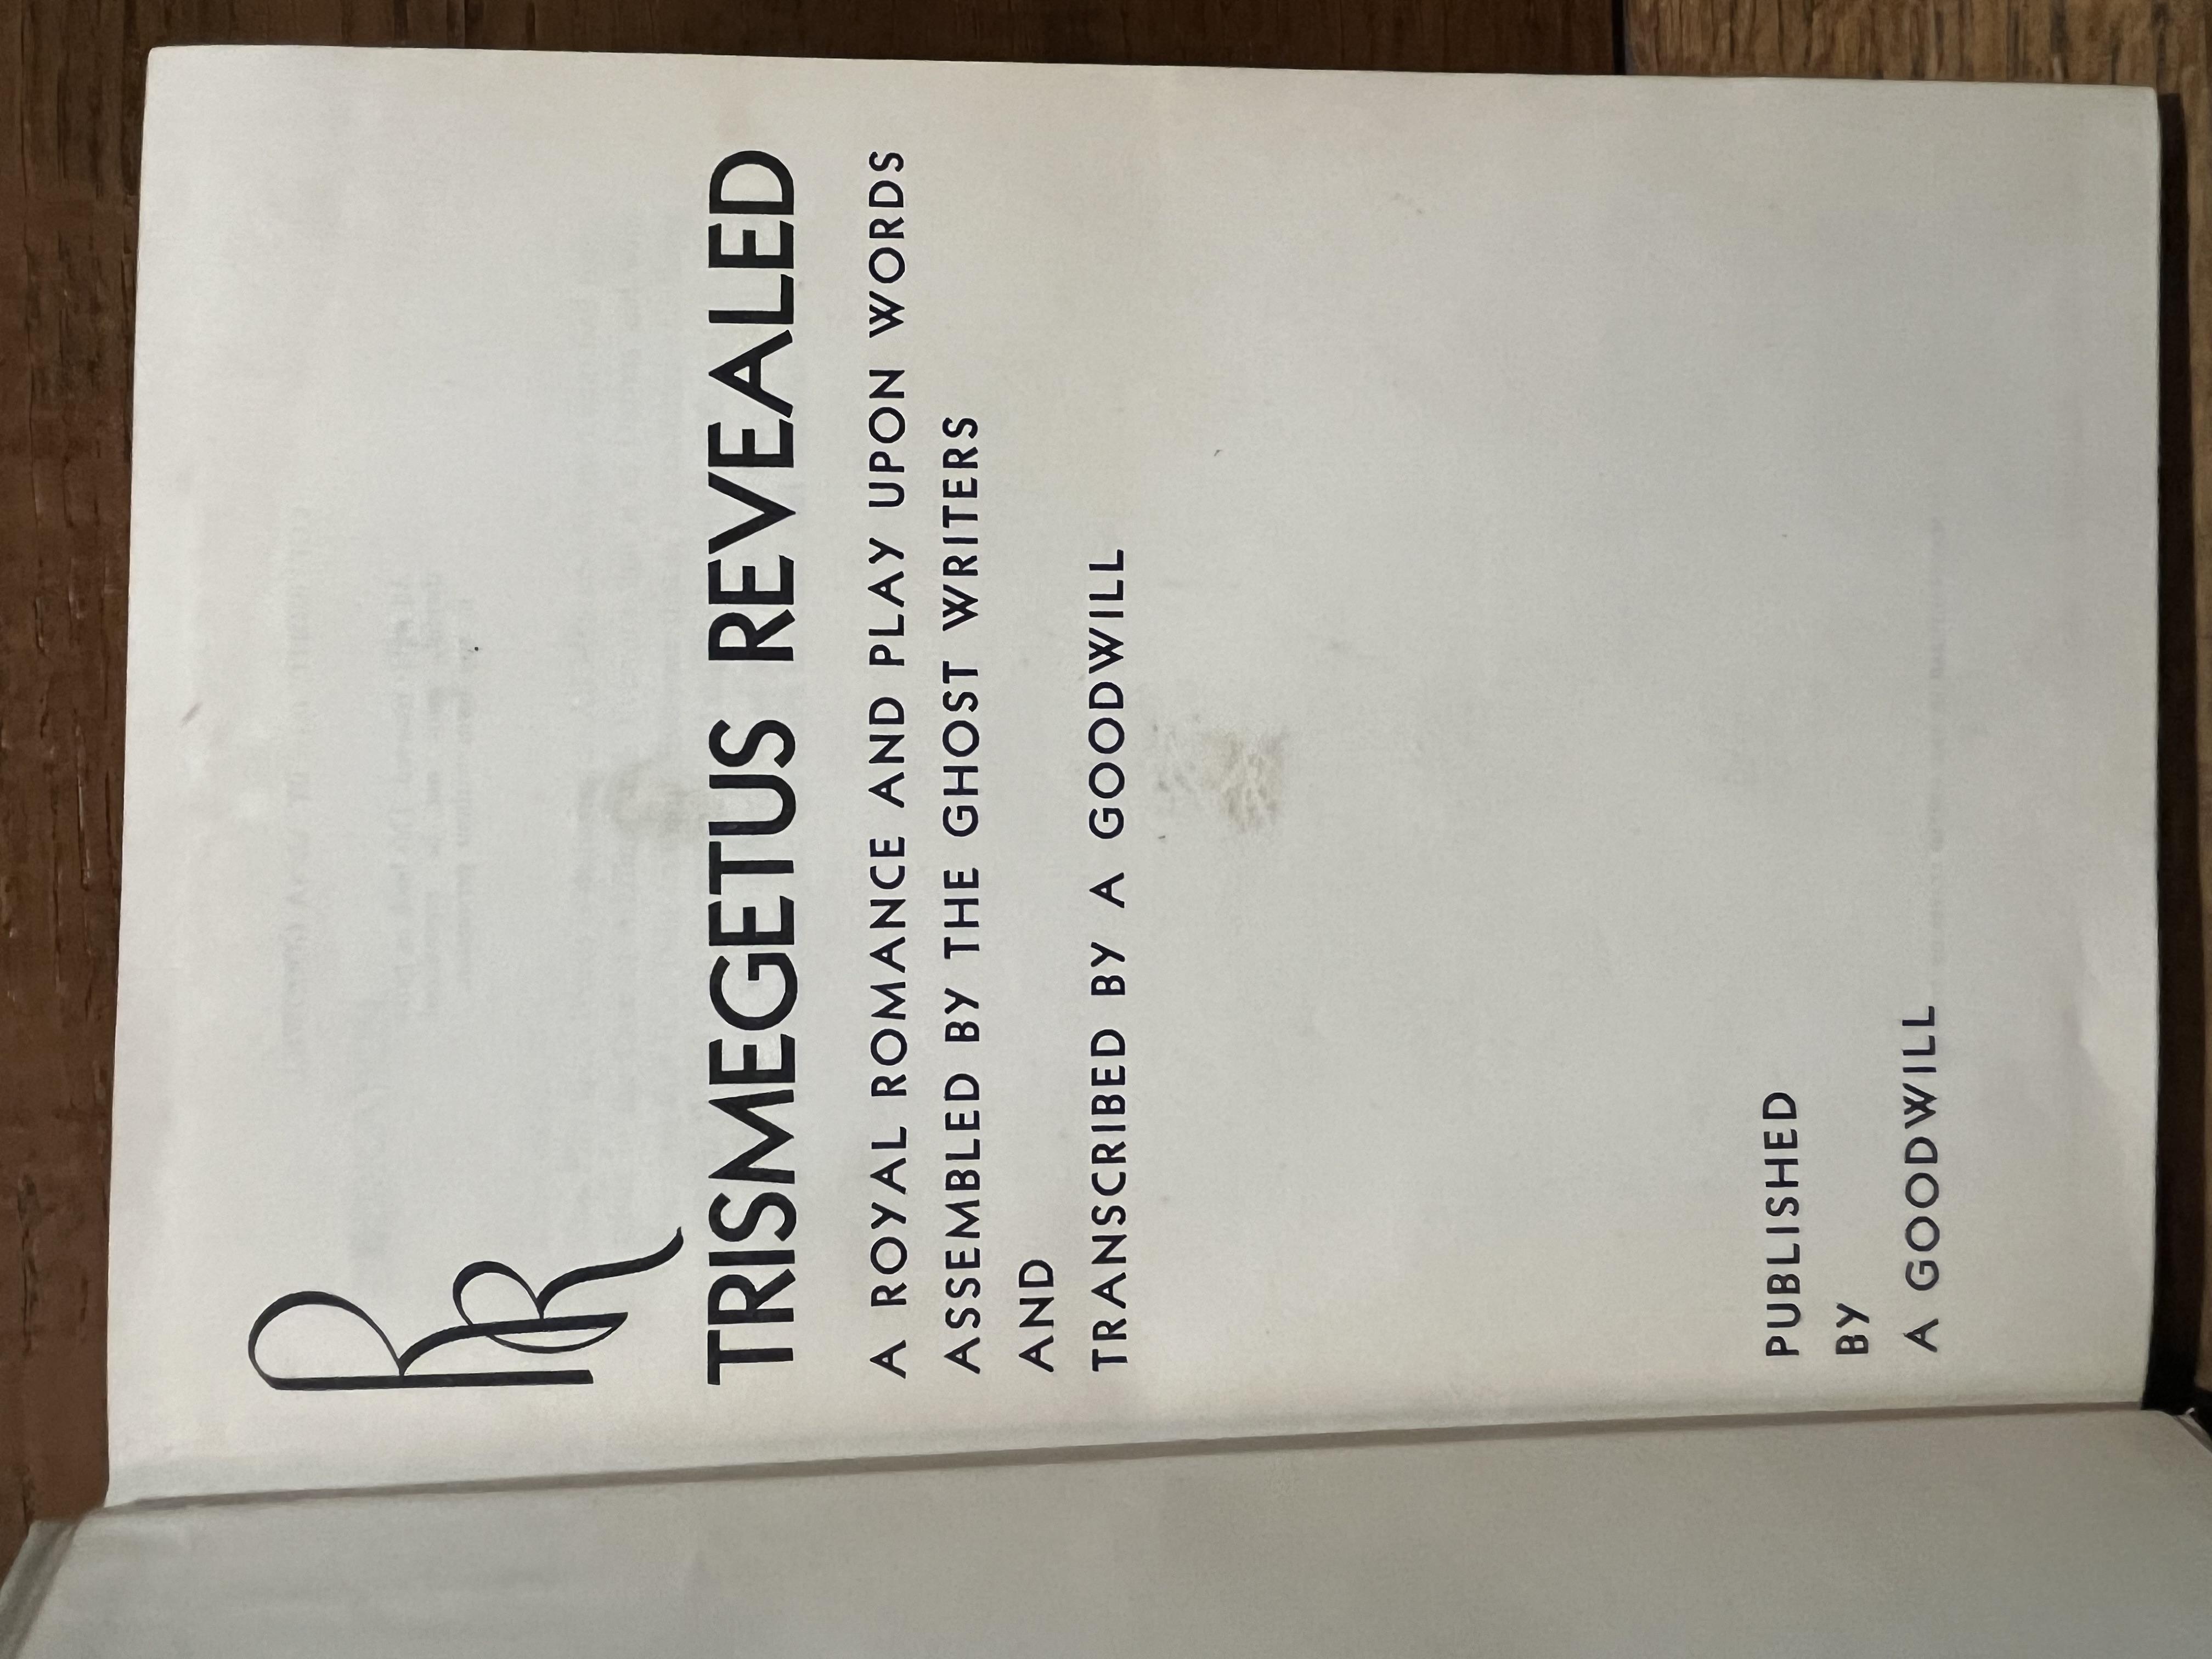 RR
TRISMEGETUS REVEALED
A ROYAL ROMANCE AND PLAY UPON WORDS
ASSEMBLED BY THE GHOST WRITERS
AND
TRANSCRIBED BY A GOODWILL
PUBLISHED
BY
A GOODWILL